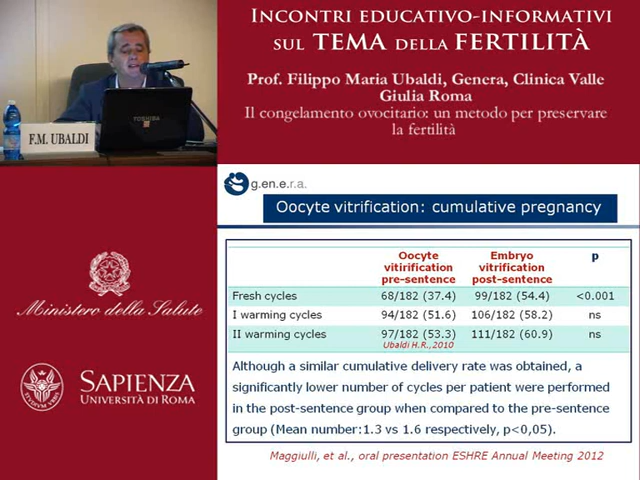 INCONTRI EDUCATIVO-INFORMATIVI
SUL TEMA DELLA FERTILITÀ
Prof. Filippo Maria Ubaldi, Genera, Clinica Valle
Giulia Roma
Il congelamento ovocitario: un metodo per preservare
la fertilità
TOSHIBA
F.M. UBALDI
g.en.e.r.a.
Oocyte vitrification: cumulative pregnancy
Oocyte
vitirification
pre-sentence
Embryo
vitrification
post-sentence
p
Fresh cycles 68/182 (37.4) 99/182 (54.4) <0.001
I warming cycles 94/182 (51.6) 106/182 (58.2) ns
II warming cycles 97/182 (53.3) 111/182 (60.9) ns
Ubaldi H.R.,2010
Although a similar cumulative delivery rate was obtained, a
significantly lower number of cycles per patient were performed
in the post-sentence group when compared to the pre-sentence
group (Mean number:1.3 vs 1.6 respectively, p<0,05).
Maggiulli, et al., oral presentation ESHRE Annual Meeting 2012
Ministero della Salute
SAPIENZA
UNIVERSITÀ DI ROMA